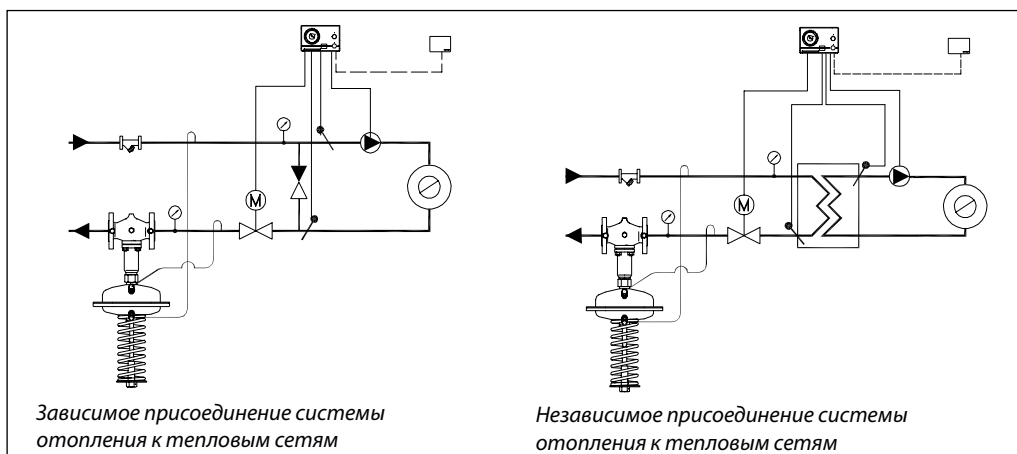 M
M
Зависимое присоединение системы
отопления к тепловым сетям
Независимое присоединение системы
отопления к тепловым сетям